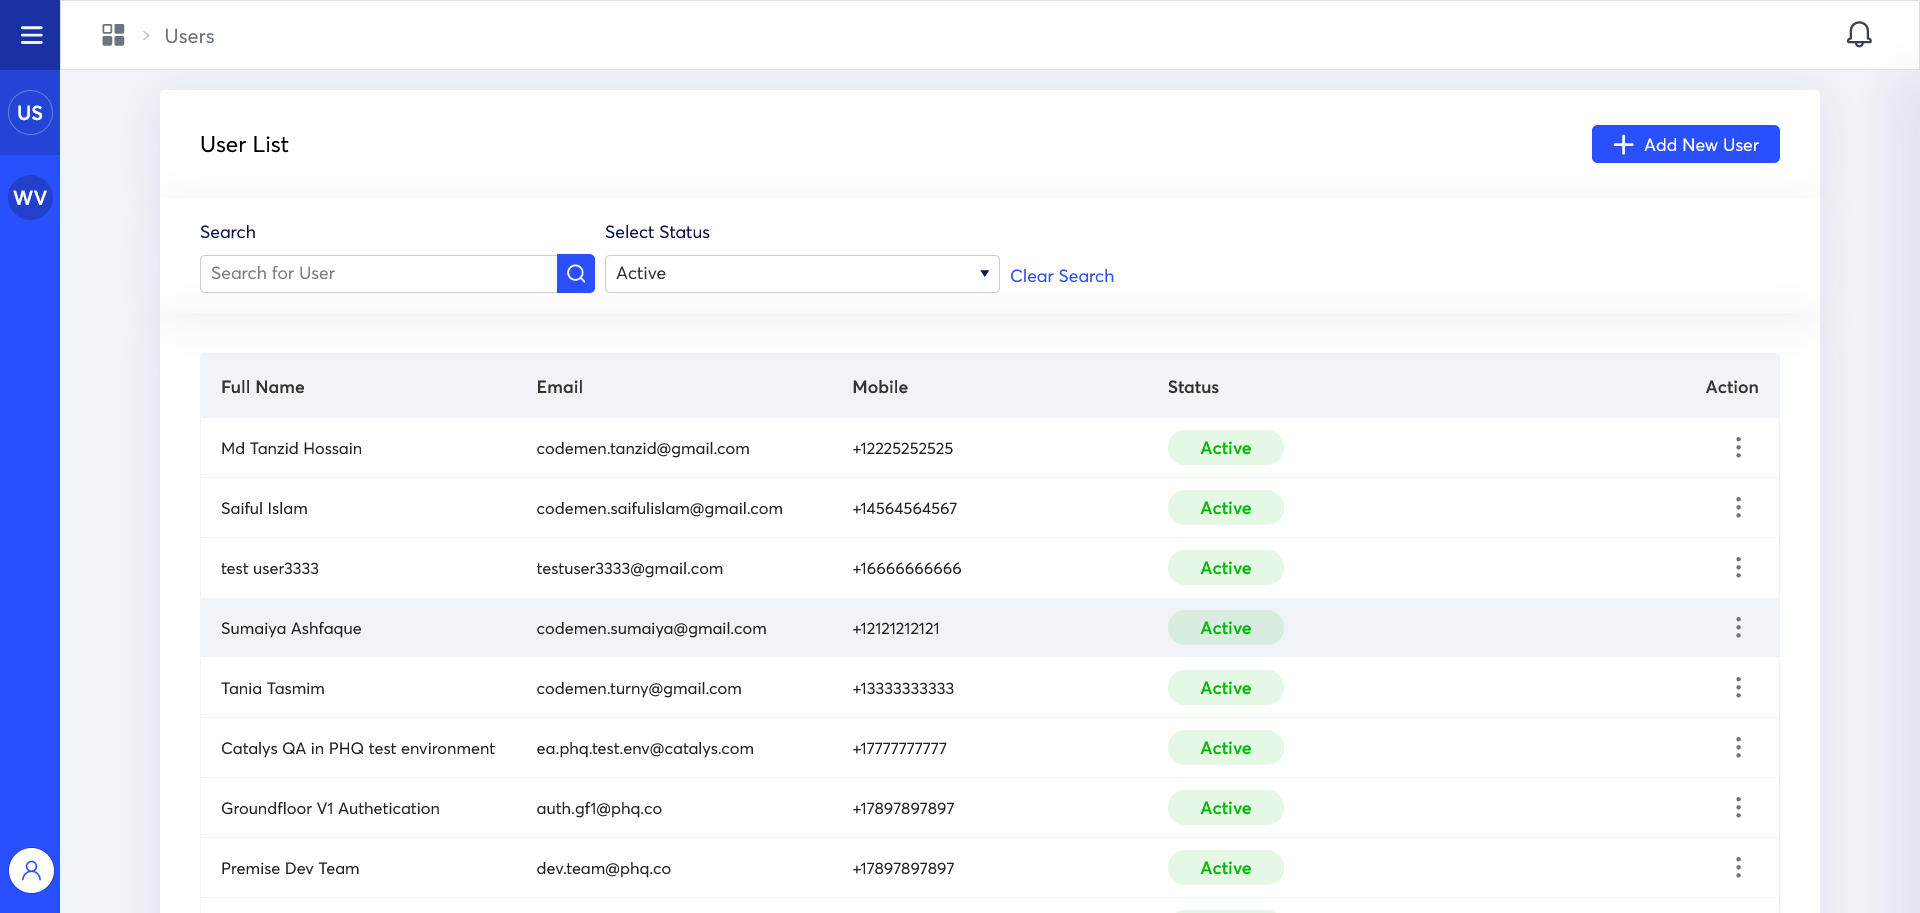 Users
US
WV
User List
Add New User
Search
Select Status
Search for User
Active
Clear Search
Full Name Email Mobile Status Action
Md Tanzid Hossain codemen.tanzid@gmail.com +12225252525 Active
Saiful Islam codemen.saifulislam@gmail.com +14564564567 Active
test user3333 testuser3333@gmail.com +16666666666 Active
Sumaiya Ashfaque codemen.sumaiya@gmail.com +12121212121 Active
Tania Tasmim codemen.turny@gmail.com +13333333333 Active
Catalys QA in PHQ test environment ea.phq.test.env@catalys.com +17777777777 Active
Groundfloor V1 Authetication auth.gf1@phq.co +17897897897 Active
Premise Dev Team dev.team@phq.co +17897897897 Active